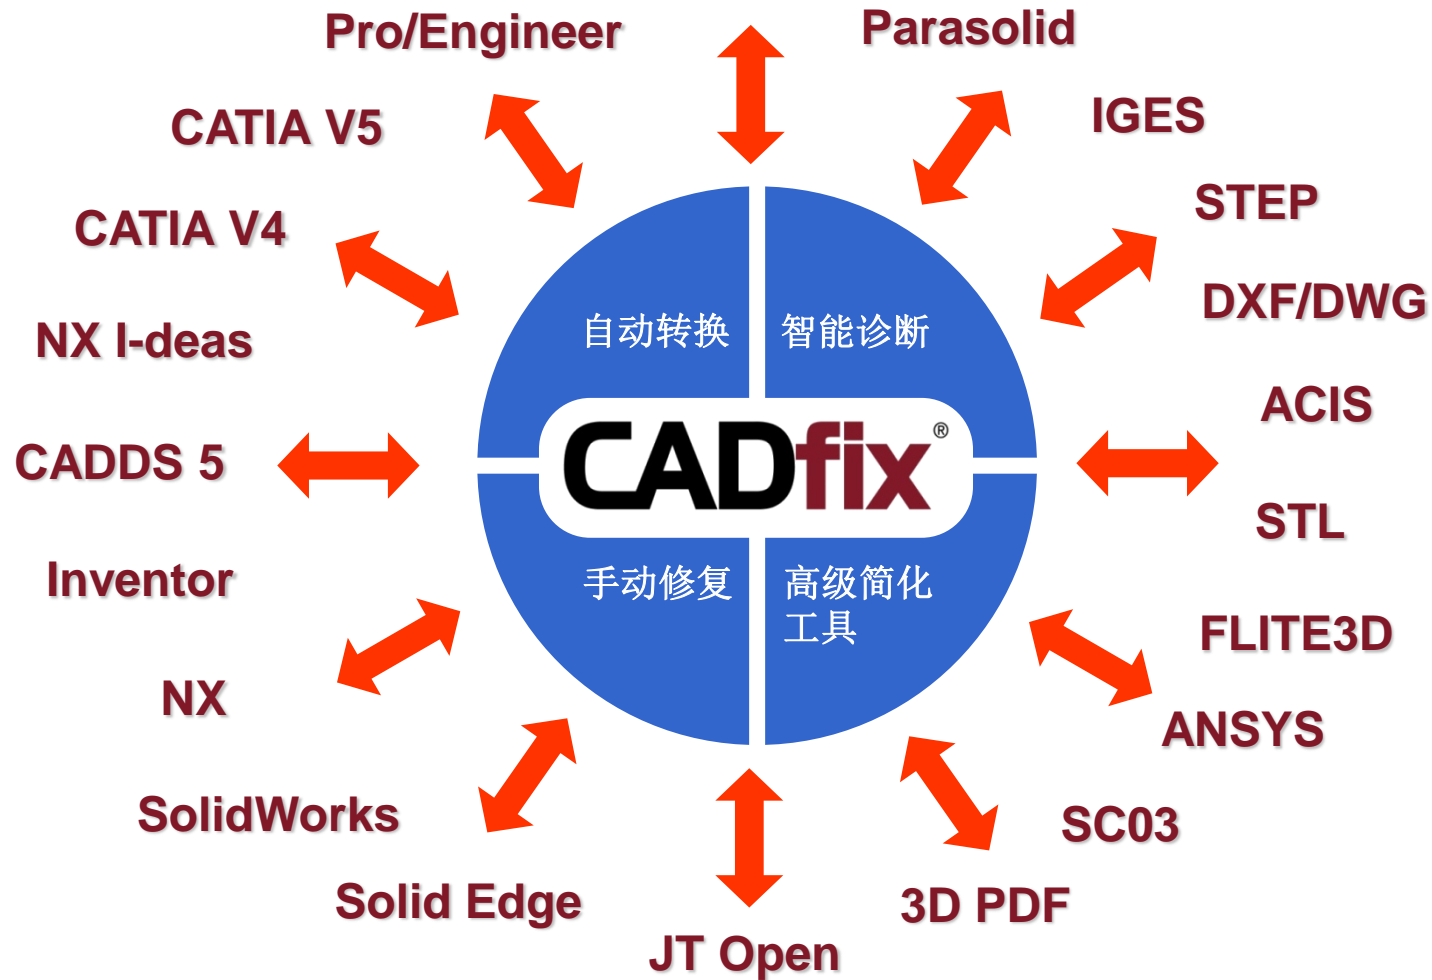 Pro/Engineer
Parasolid
CATIA V5
IGES
CATIA V4
STEP
NX I-deas
DXF/DWG
CADDS 5
ACIS
Inventor
STL
NX
FLITE3D
SolidWorks
ANSYS
Solid Edge
SC03
JT Open
3D PDF
自动转换
智能诊断
CADfix®
手动修复
高级简化
工具